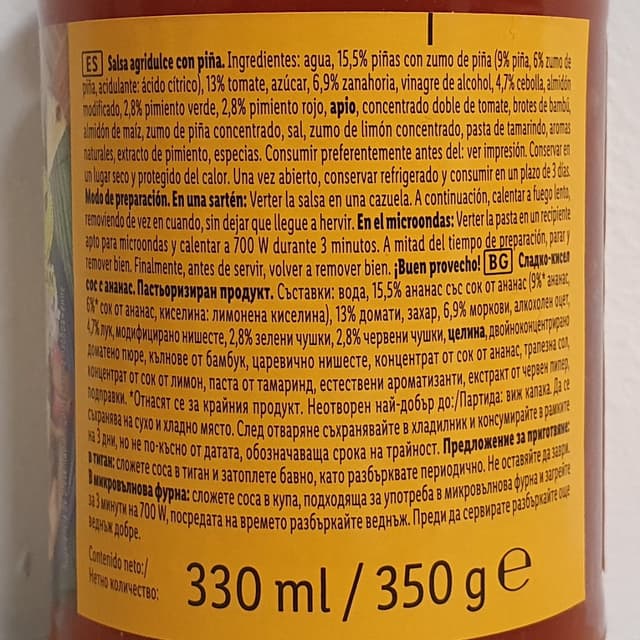 ES Salsa agridulce con piña. Ingredientes: agua, 15,5% piñas con zumo de piña (9% piña, 6% zumo de
piña, acidulante: ácido cítrico), 13% tomate, azúcar, 6,9% zanahoria, vinagre de alcohol, 4,7% cebolla, almidón
modificado, 2,8% pimiento verde, 2,8% pimiento rojo, apio, concentrado doble de tomate, brotes de bambú,
almidón de maíz, zumo de piña concentrado, sal, zumo de limón concentrado, pasta de tamarindo, aromas
naturales, extracto de pimiento, especias. Consumir preferentemente antes del: ver impresión. Conservar en
un lugar seco y protegido del calor. Una vez abierto, conservar refrigerado y consumir en un plazo de 3 días.
Modo de preparación. En una sartén: Verter la salsa en una cazuela. A continuación, calentar a fuego lento,
removiendo de vez en cuando, sin dejar que llegue a hervir. En el microondas: Verter la pasta en un recipiente
apto para microondas y calentar a 700 W durante 3 minutos. A mitad del tiempo de preparación, parar y
remover bien. Finalmente, antes de servir, volver a remover bien. ¡Buen provecho! BG Сладко-кисел
сос с ананас. Пастьоризиран продукт. Съставки: вода, 15,5% ананас със сок от ананас (9%* ананас,
6%* сок от ананас, киселина: лимонена киселина), 13% домати, захар, 6,9% моркови, алкохолен оцет,
4,7% лук, модифицирано нишесте, 2,8% зелени чушки, 2,8% червени чушки, целина, двойноконцентрирано
доматено пюре, кълнове от бамбук, царевично нишесте, концентрат от сок от ананас, трапезна сол,
концентрат от сок от лимон, паста от тамаринд, естествени ароматизанти, екстракт от червен пипер,
подправки. *Отнасят се за крайния продукт. Неотворен най-добър до:/Партида: виж капака. Да се
съхранява на сухо и хладно място. След отваряне съхранявайте в хладилник и консумирайте в рамките
на 3 дни, но не по-късно от датата, обозначаваща срока на трайност. Предложение за приготвяне:
в тиган: сложете соса в тиган и затоплете бавно, като разбърквате периодично. Не оставяйте да заври.
В микровълнова фурна: сложете соса в купа, подходяща за употреба в микровълнова фурна и загрейте
за 3 минути на 700 W, посредата на времето разбъркайте веднъж. Преди да сервирате разбъркайте още
веднъж добре.
Contenido neto:/
Нетно количество:
330 ml / 350 g e